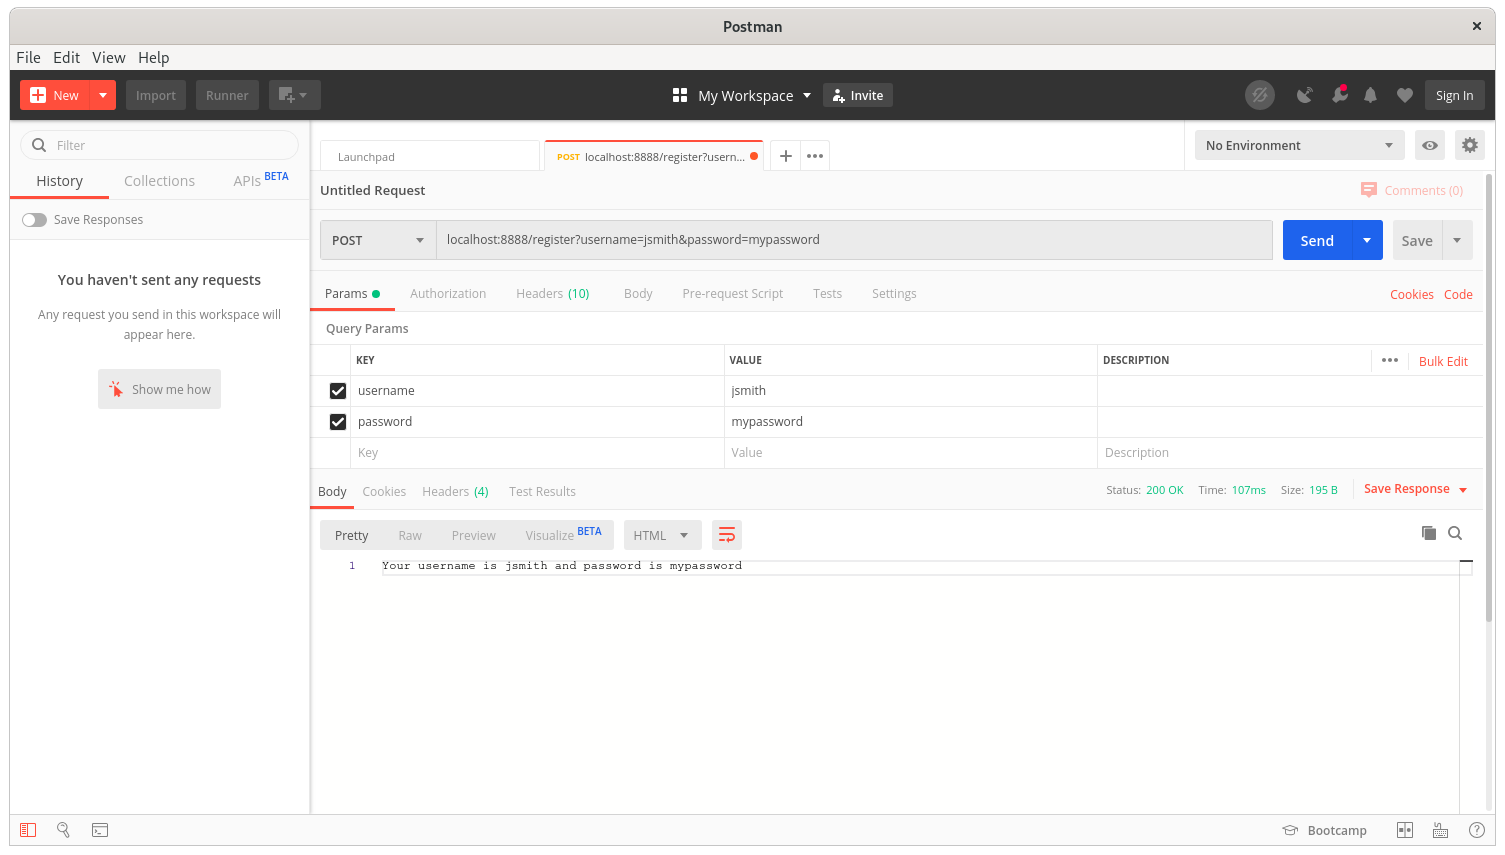 Postman
File Edit View Help
New Import Runner My Workspace Invite Sign In
Filter
Launchpad POST localhost:8888/register?usern... No Environment
History Collections APIs BETA
Untitled Request Comments (0)
Save Responses
POST localhost:8888/register?username=jsmith&password=mypassword Send Save
You haven't sent any requests
Any request you send in this workspace will
appear here.
Show me how
Params Authorization Headers (10) Body Pre-request Script Tests Settings Cookies Code
Query Params
KEY VALUE DESCRIPTION Bulk Edit
username jsmith
password mypassword
Key Value Description
Body Cookies Headers (4) Test Results Status: 200 OK Time: 107ms Size: 195 B Save Response
Pretty Raw Preview Visualize BETA HTML
1 Your username is jsmith and password is mypassword
Bootcamp